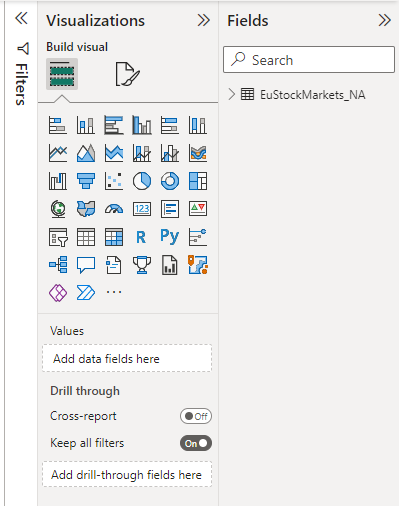 Filters
Visualizations
Build visual
123
R
Py
Values
Add data fields here
Drill through
Cross-report
Off
Keep all filters
On
Add drill-through fields here
Fields
Search
EuStockMarkets_NA